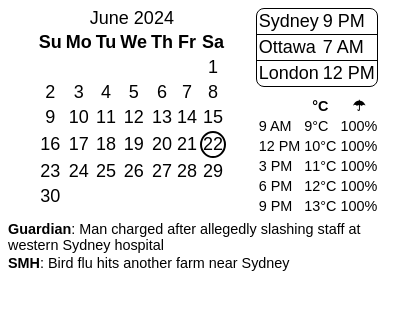 June 2024
Su Mo Tu We Th Fr Sa
1
2 3 4 5 6 7 8
9 10 11 12 13 14 15
16 17 18 19 20 21 22
23 24 25 26 27 28 29
30
Sydney 9 PM
Ottawa 7 AM
London 12 PM
°C ☂
9 AM 9°C 100%
12 PM 10°C 100%
3 PM 11°C 100%
6 PM 12°C 100%
9 PM 13°C 100%
Guardian: Man charged after allegedly slashing staff at
western Sydney hospital
SMH: Bird flu hits another farm near Sydney